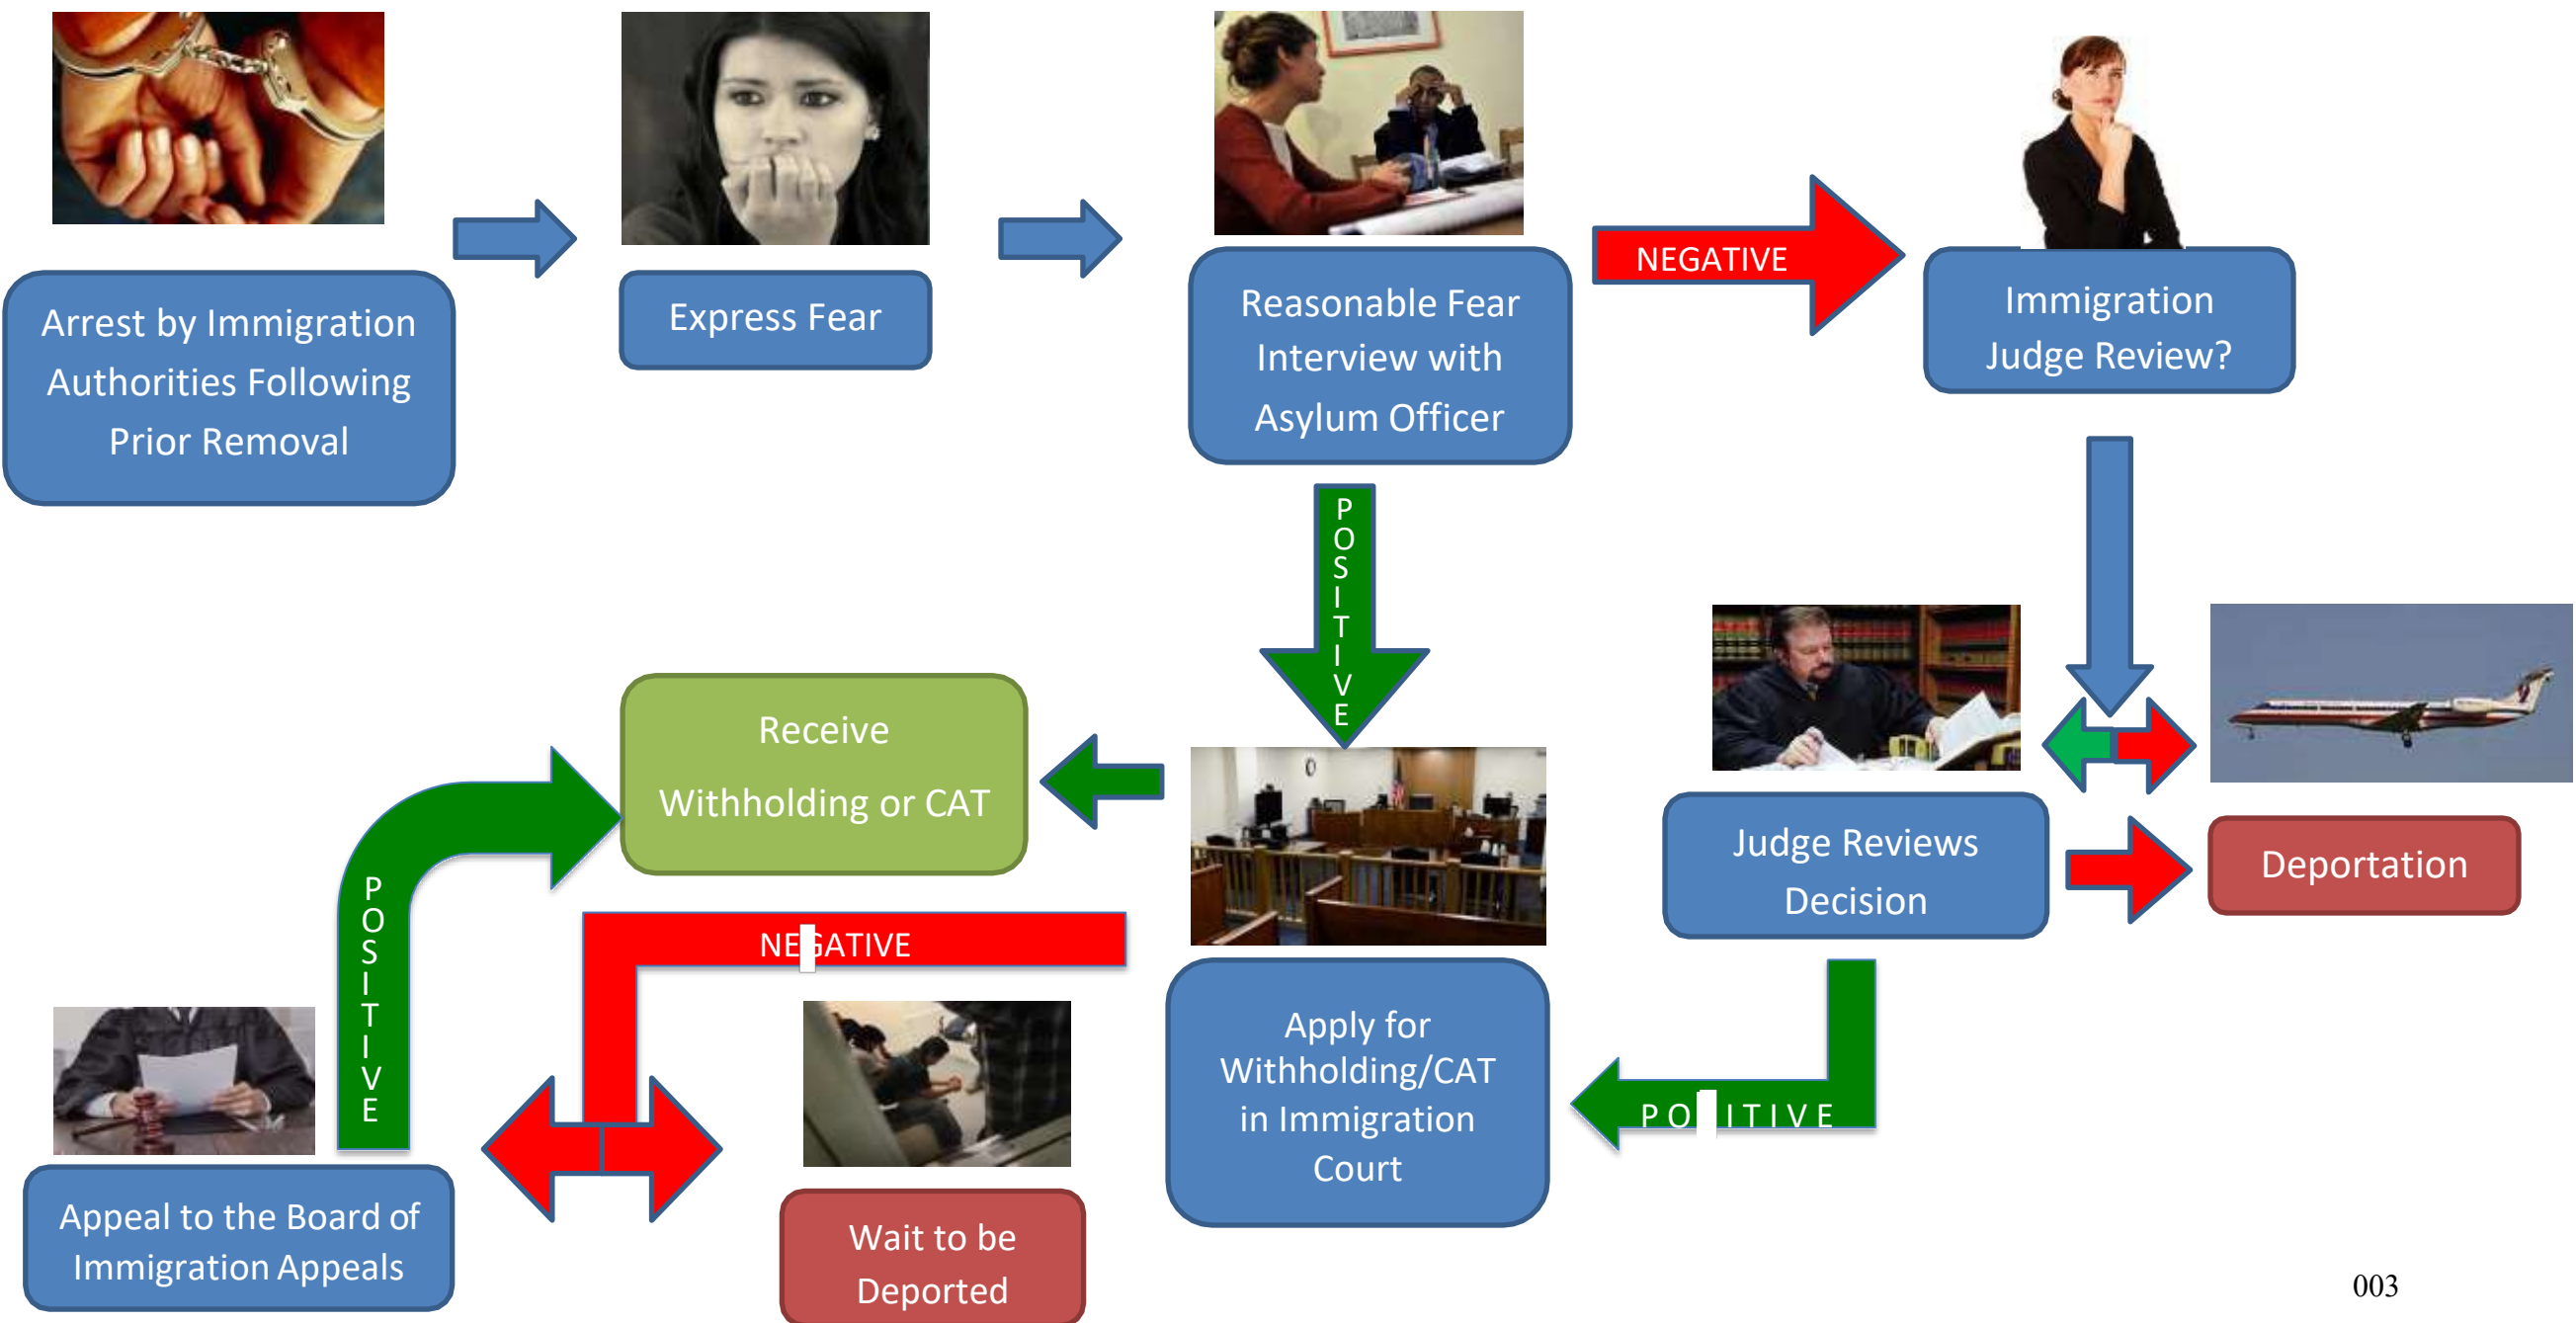 Arrest by Immigration
Authorities Following
Prior Removal
Express Fear
Reasonable Fear
Interview with
Asylum Officer
NEGATIVE
Immigration
Judge Review?
POSITIVE
Receive
Withholding or CAT
Judge Reviews
Decision
Deportation
POSITIVE
NEGATIVE
Apply for
Withholding/CAT
in Immigration
Court
PO ITIVE
Appeal to the Board of
Immigration Appeals
Wait to be
Deported
003